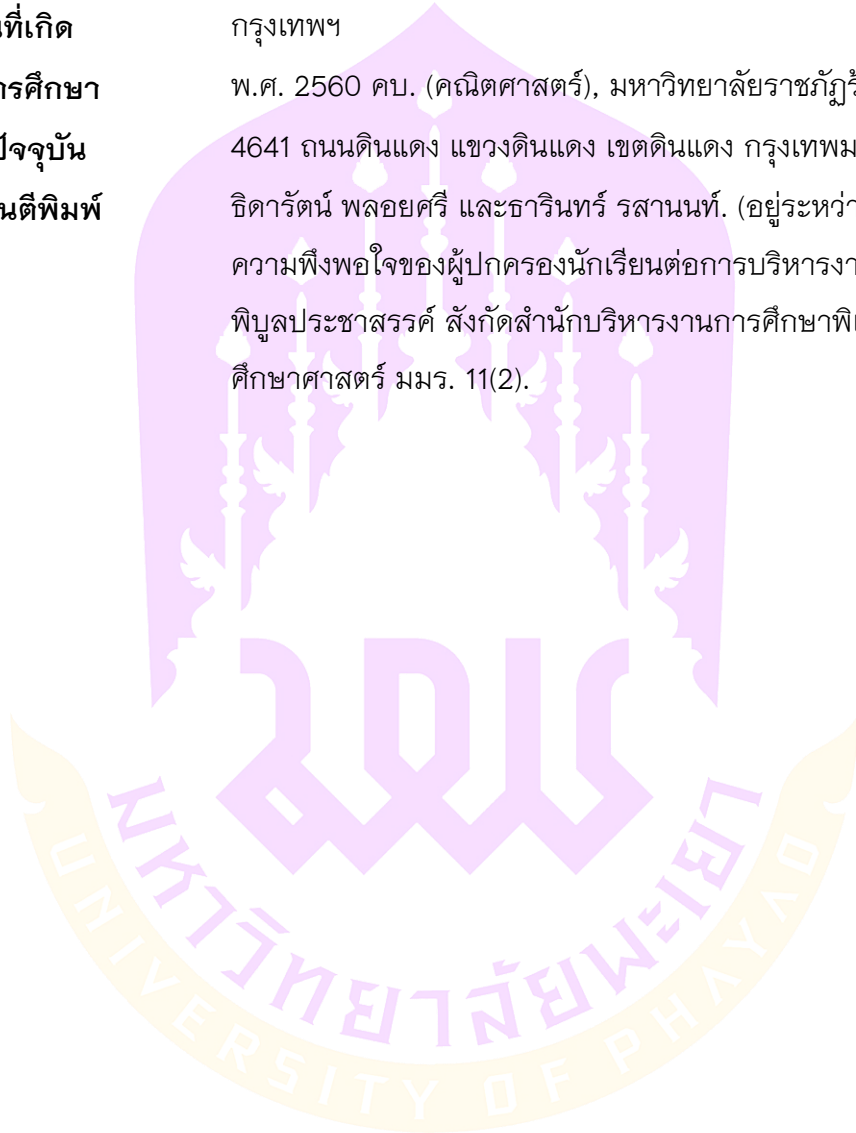 นที่เกิด กรุงเทพฯ
ารศึกษา พ.ศ. 2560 คบ. (คณิตศาสตร์), มหาวิทยาลัยราชภัฏร
ปัจจุบัน 4641 ถนนดินแดง แขวงดินแดง เขตดินแดง กรุงเทพม
นตีพิมพ์ ธิดารัตน์ พลอยศรี และธารินทร์ รสานนท์. (อยู่ระหว่า
ความพึงพอใจของผู้ปกครองนักเรียนต่อการบริหารงา
พิบูลประชาสรรค์ สังกัดสำนักบริหารงานการศึกษาพิเ
ศึกษาศาสตร์ มมร. 11(2).
มหาวิทยาลัยพะเยา
UNIVERSITY OF PHAYAO